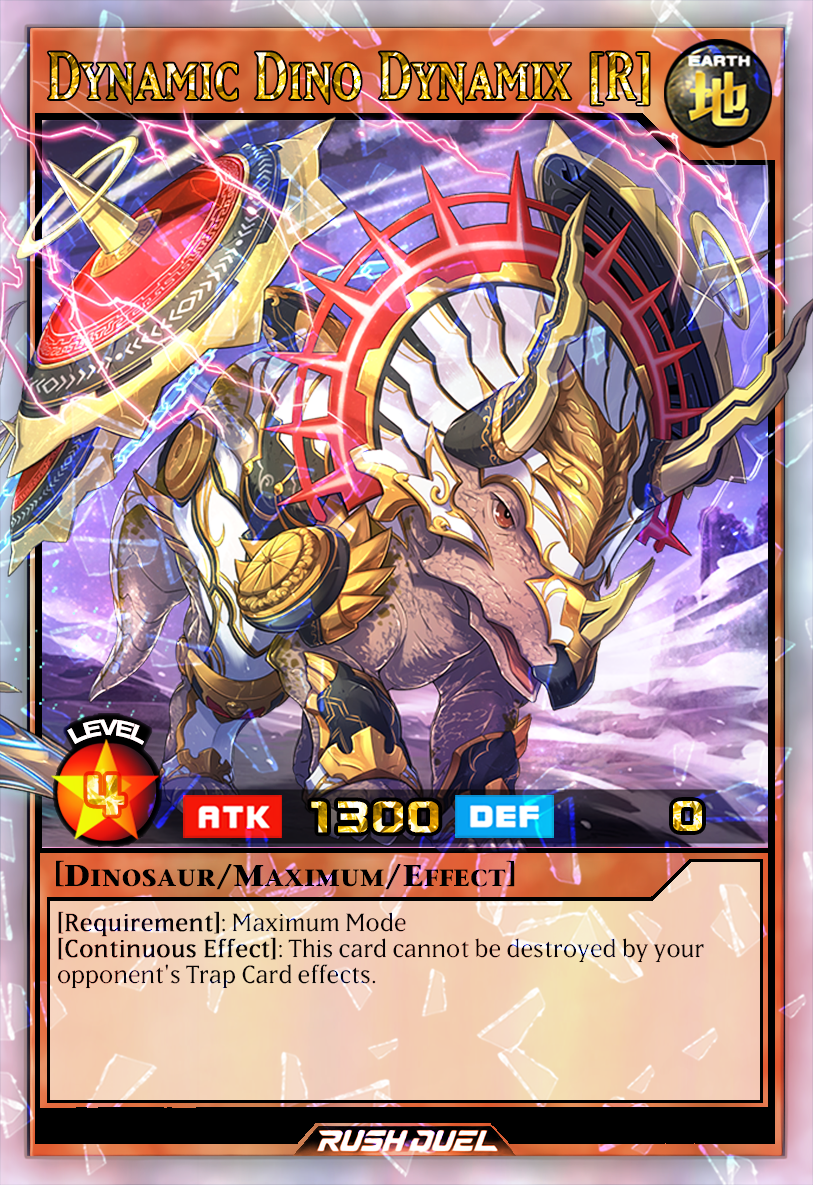 Dynamic Dino Dynamix [R]
EARTH
地
LEVEL
4
ATK 1300 DEF 0
[Dinosaur/Maximum/Effect]
[Requirement]: Maximum Mode
[Continuous Effect]: This card cannot be destroyed by your
opponent's Trap Card effects.
RUSH DUEL